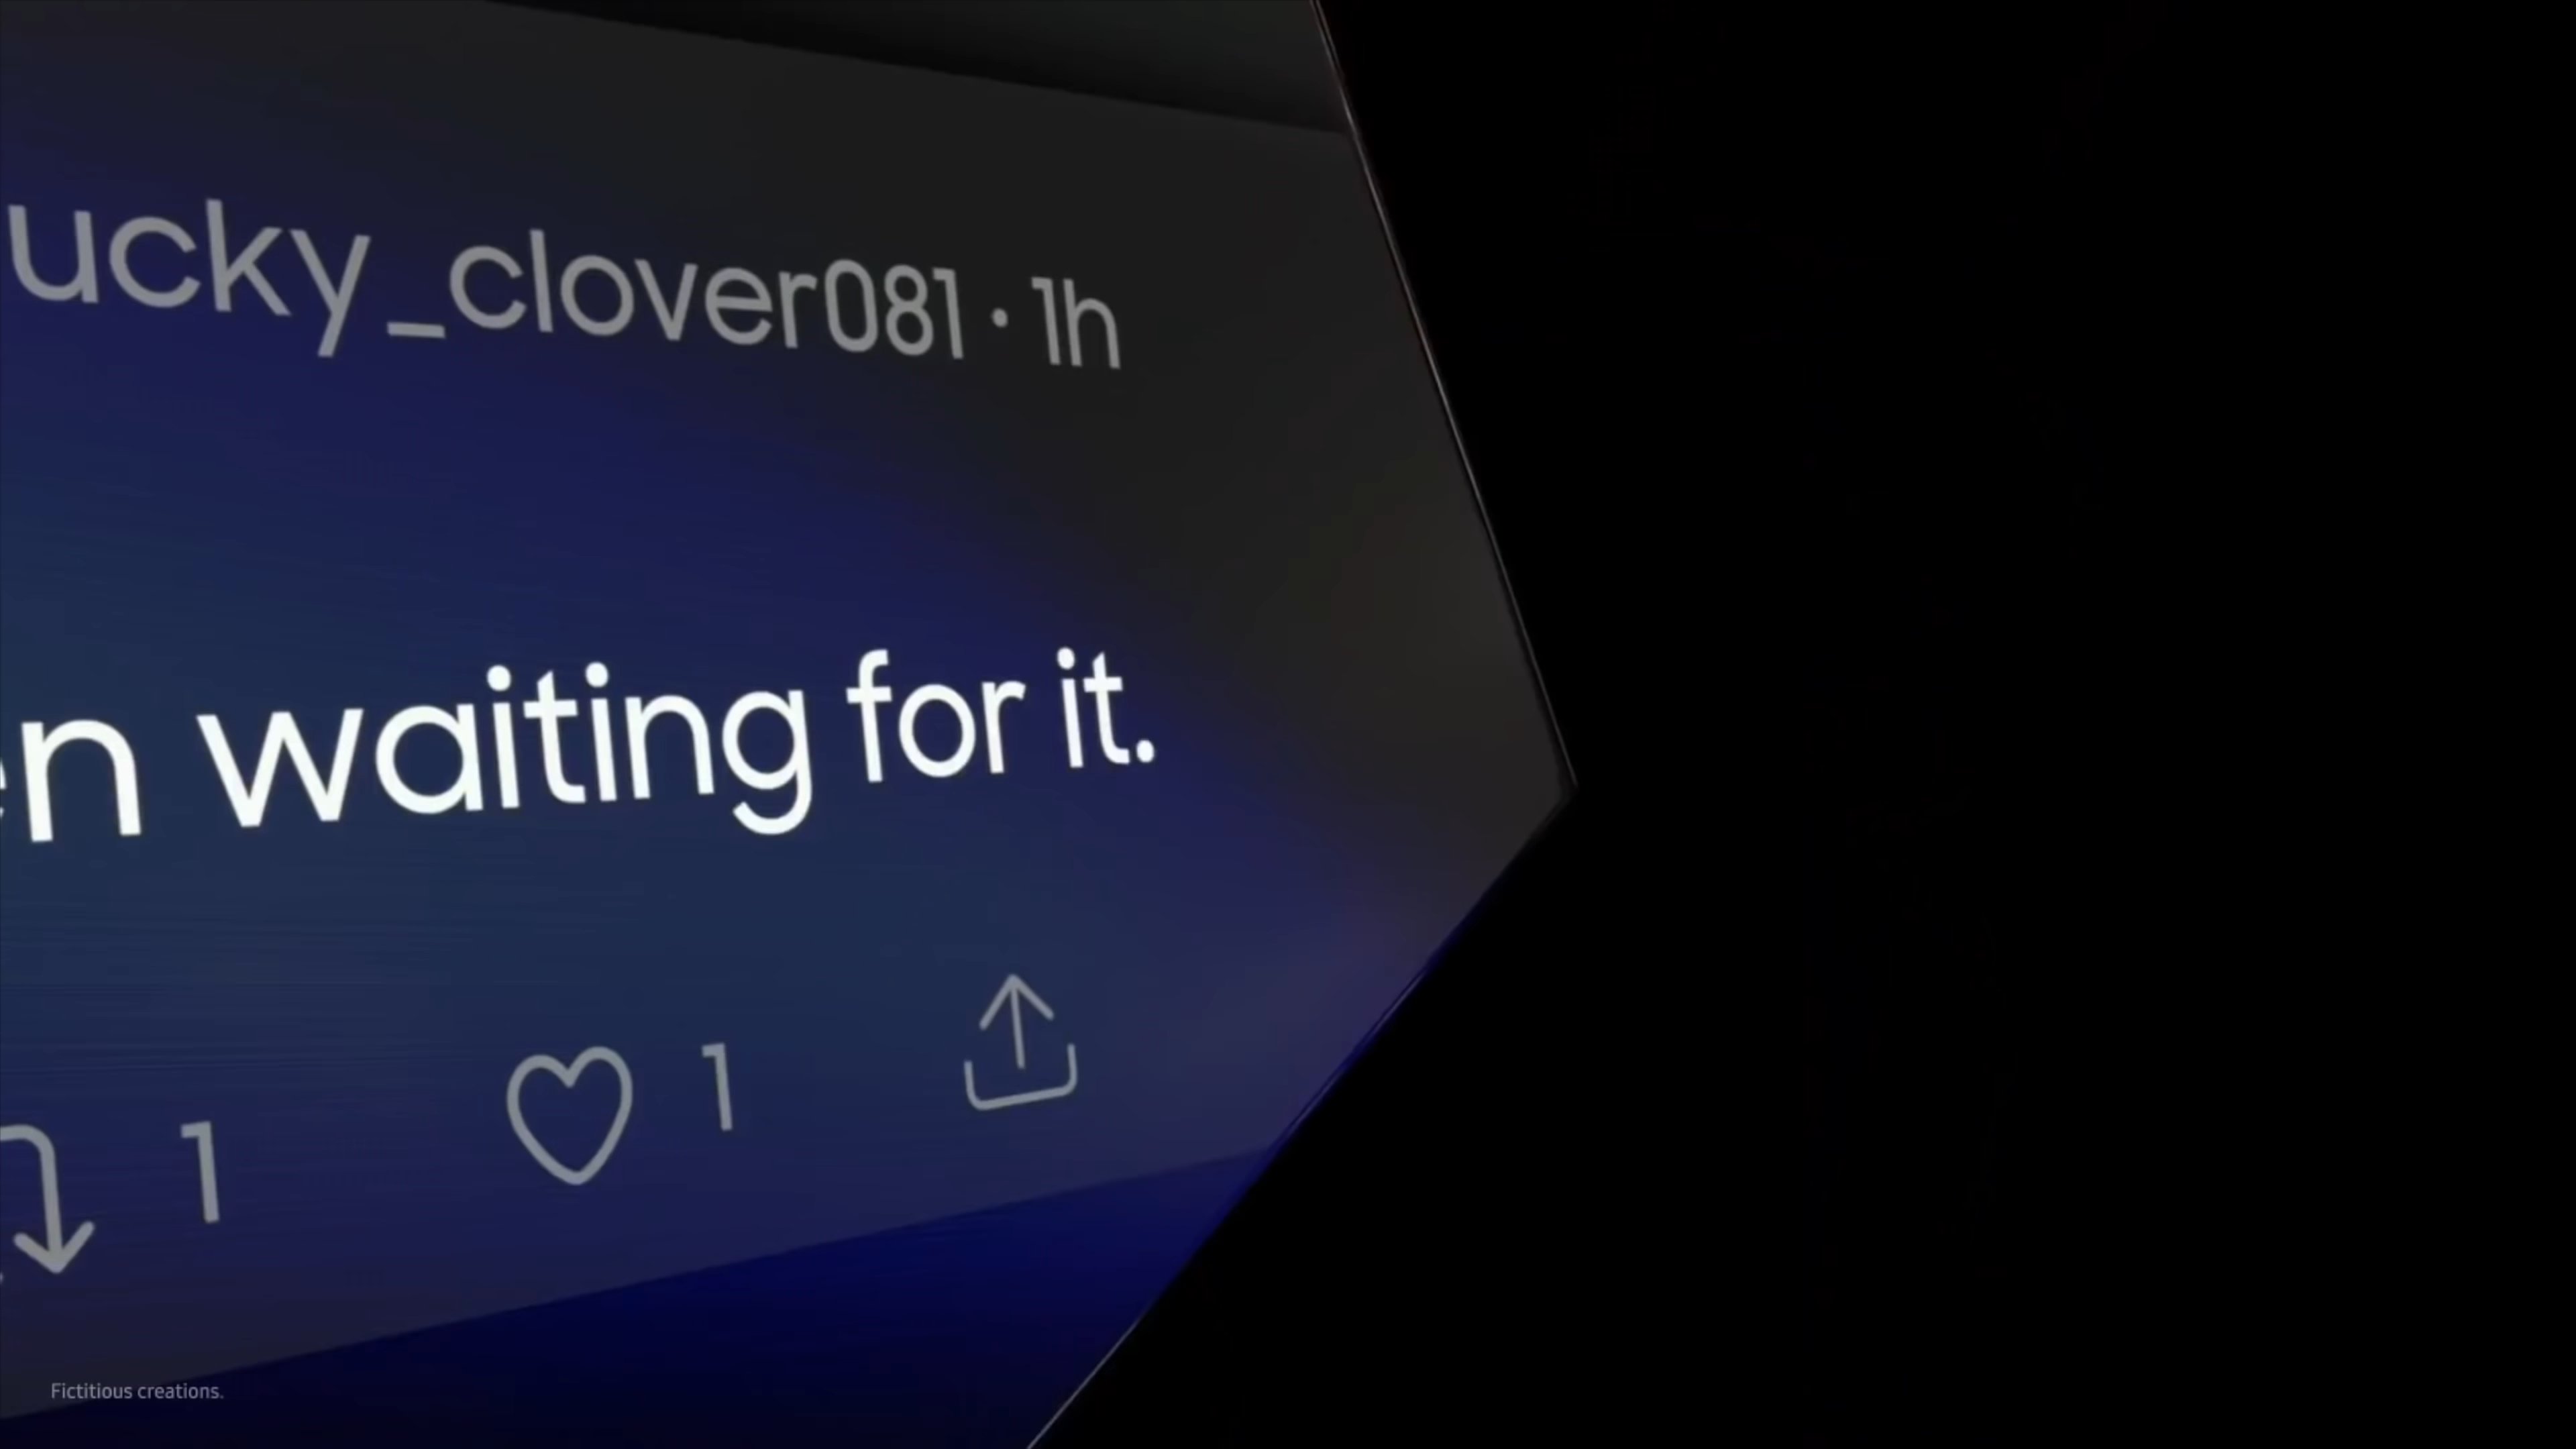 ucky_clover081 · 1h
en waiting for it.
1
1
Fictitious creations.